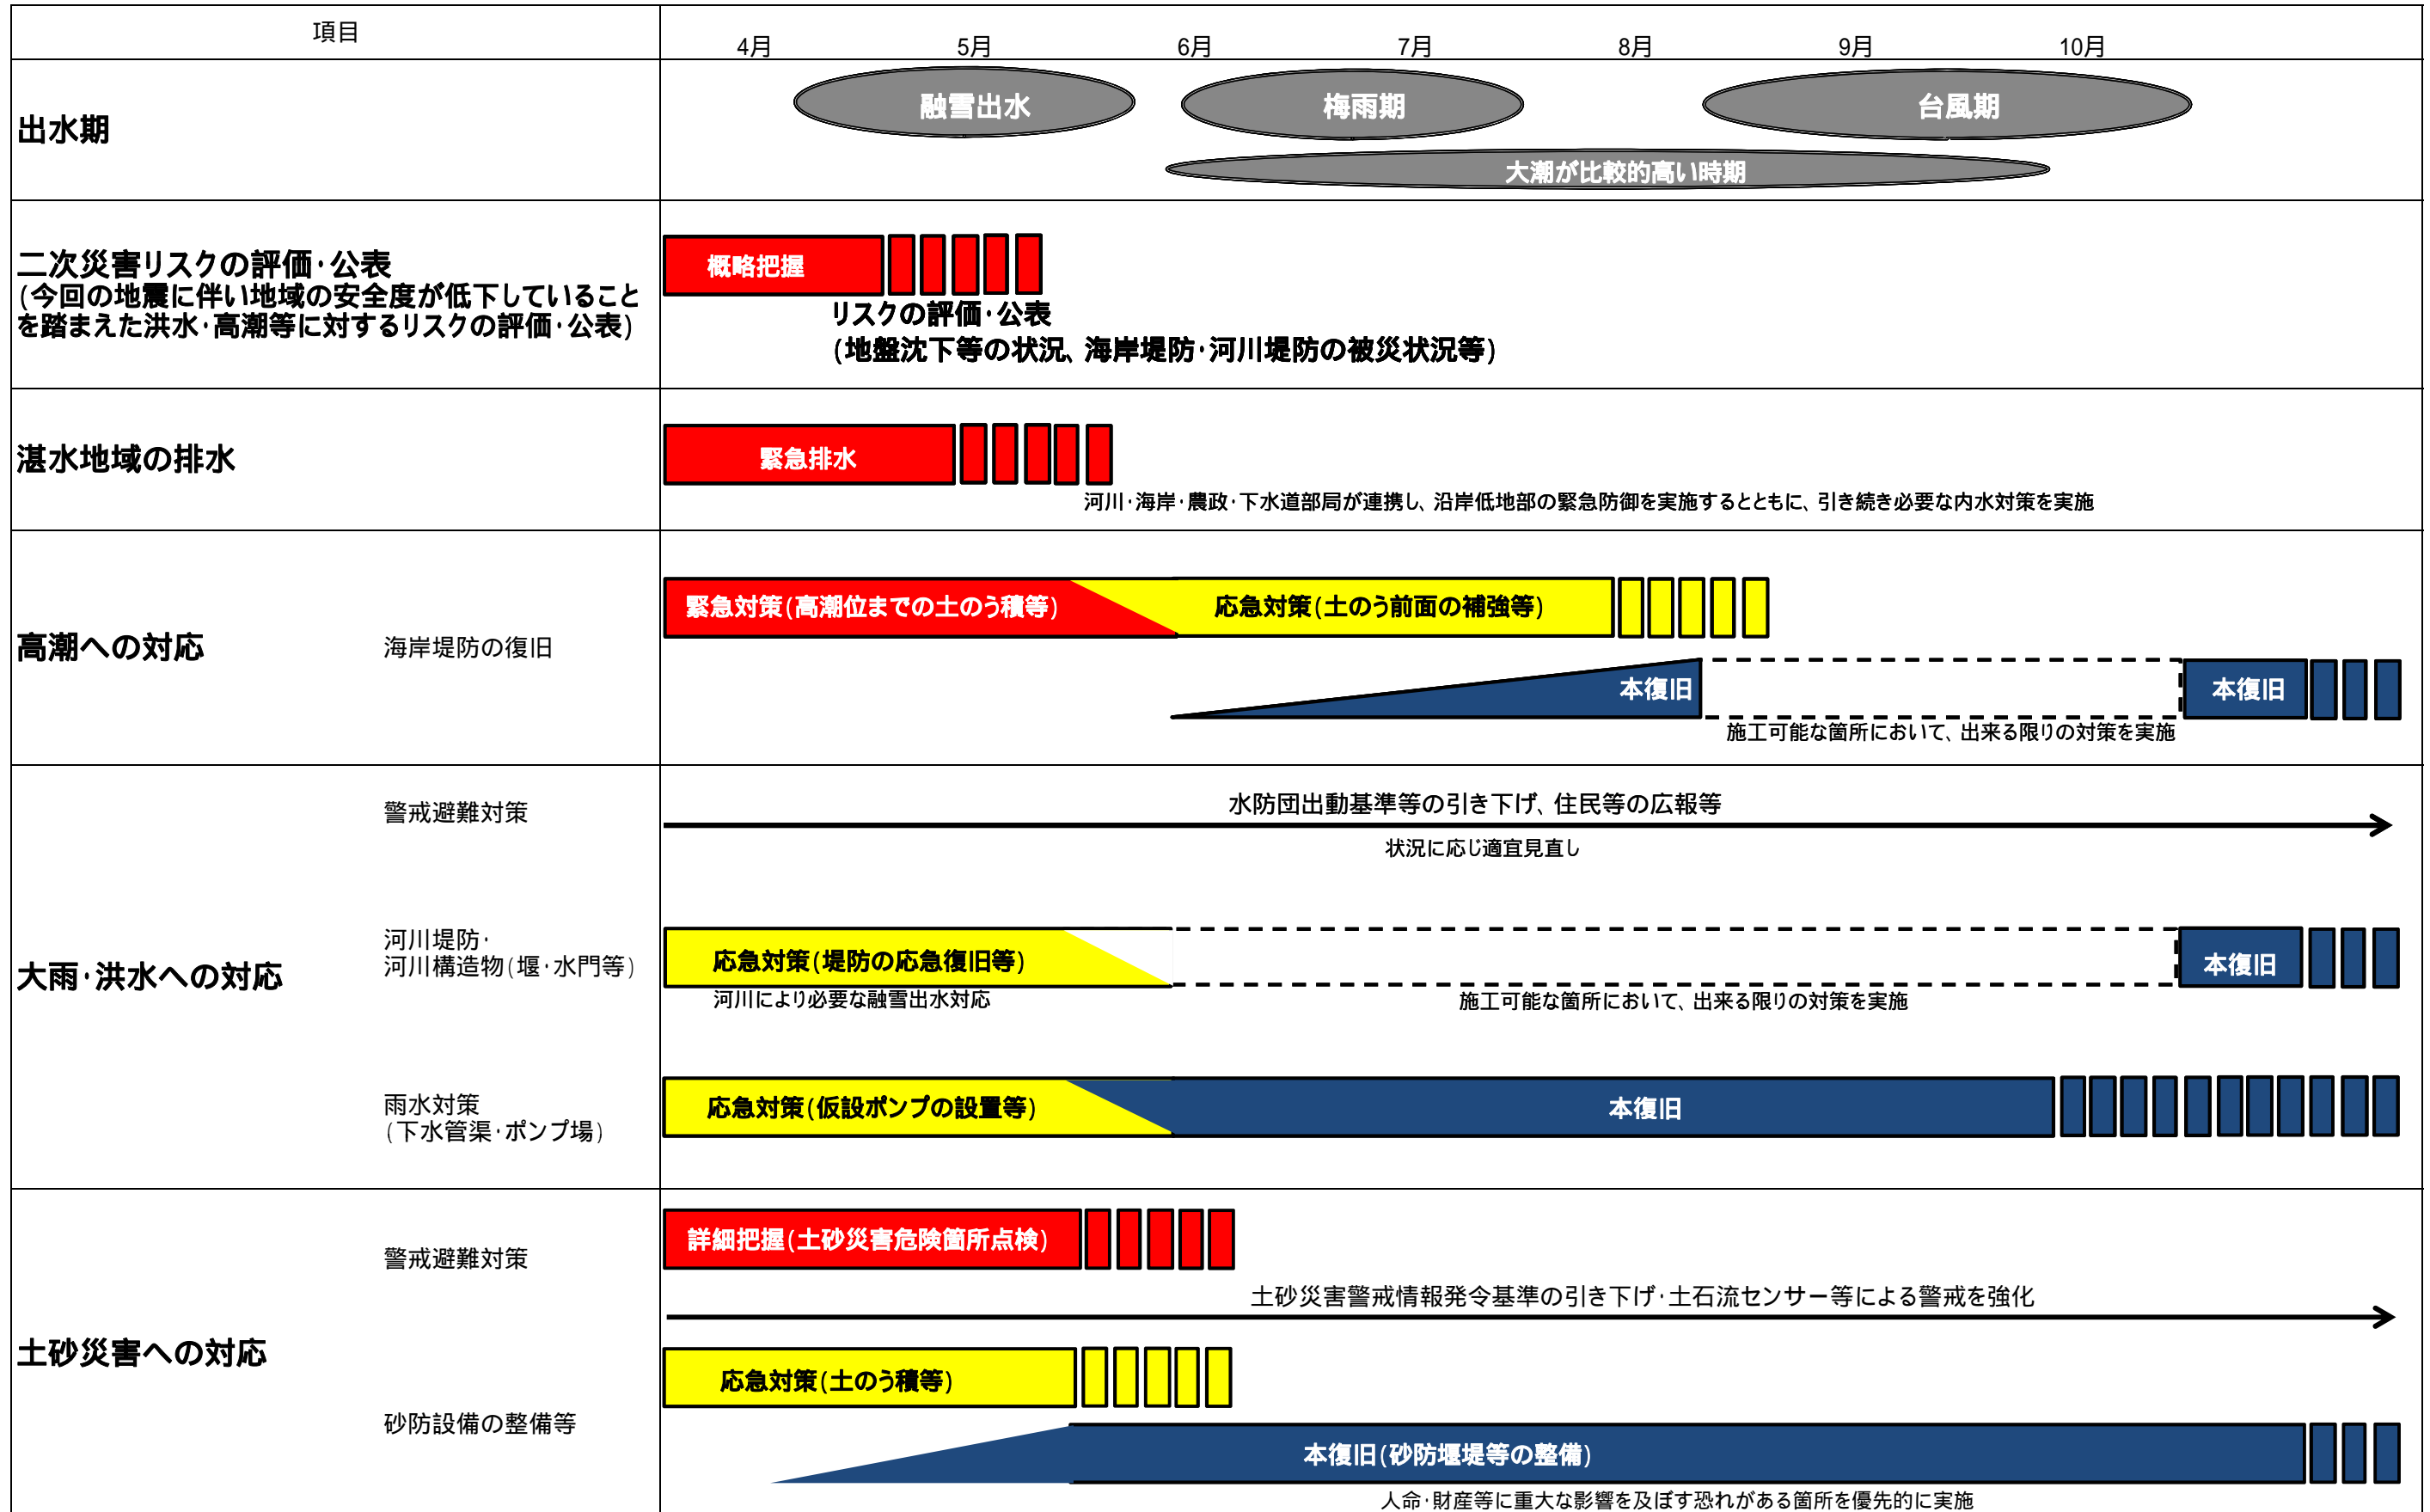 項目
4月 5月 6月 7月 8月 9月 10月
出水期
融雪出水 梅雨期 台風期
大潮が比較的高い時期
二次災害リスクの評価・公表
(今回の地震に伴い地域の安全度が低下していること
を踏まえた洪水・高潮等に対するリスクの評価・公表)
概略把握
リスクの評価・公表
(地盤沈下等の状況、海岸堤防・河川堤防の被災状況等)
湛水地域の排水
緊急排水
河川・海岸・農政・下水道部局が連携し、沿岸低地部の緊急防御を実施するとともに、引き続き必要な内水対策を実施
高潮への対応
海岸堤防の復旧
緊急対策(高潮位までの土のう積等)
応急対策(土のう前面の補強等)
本復旧
本復旧
施工可能な箇所において、出来る限りの対策を実施
大雨・洪水への対応
警戒避難対策
水防団出動基準等の引き下げ、住民等の広報等
状況に応じ適宜見直し
河川堤防・
河川構造物(堰・水門等)
応急対策(堤防の応急復旧等)
本復旧
河川により必要な融雪出水対応
施工可能な箇所において、出来る限りの対策を実施
雨水対策
(下水管渠・ポンプ場)
応急対策(仮設ポンプの設置等)
本復旧
土砂災害への対応
警戒避難対策
詳細把握(土砂災害危険箇所点検)
土砂災害警戒情報発令基準の引き下げ・土石流センサー等による警戒を強化
砂防設備の整備等
応急対策(土のう積等)
本復旧(砂防堰堤等の整備)
人命・財産等に重大な影響を及ぼす恐れがある箇所を優先的に実施